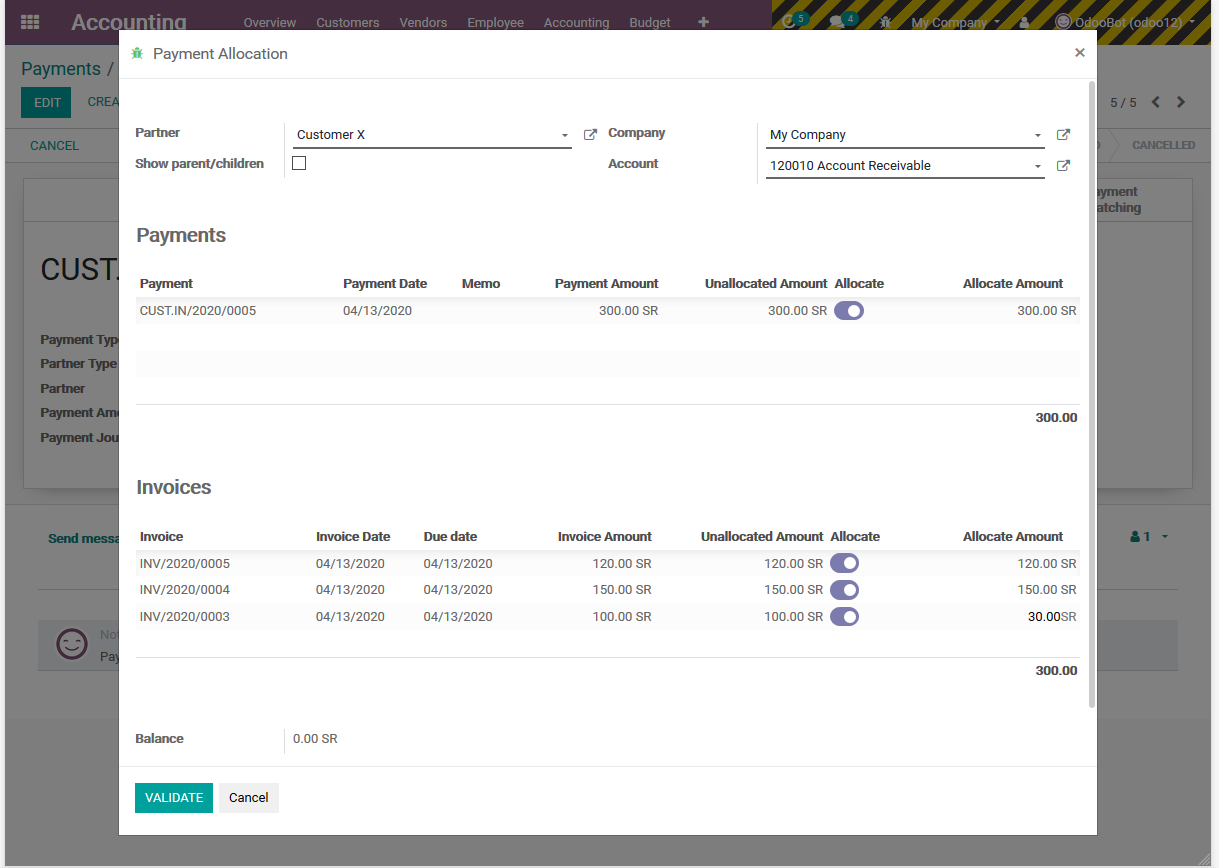 Accounting Overview Customers Vendors Employee Accounting Budget 5 4 My Company OdooBot (odoo12)
Payment Allocation ×
Payments /
EDIT CREA 5 / 5
CANCEL CANCELLED
Partner Customer X Company My Company
Show parent/children Account 120010 Account Receivable
Payments
Payment Payment Date Memo Payment Amount Unallocated Amount Allocate Allocate Amount
CUST.IN/2020/0005 04/13/2020 300.00 SR 300.00 SR 300.00 SR
300.00
ayment
atching
CUST.
Payment Typ
Partner Type
Partner
Payment Am
Payment Jou
Invoices
Invoice Invoice Date Due date Invoice Amount Unallocated Amount Allocate Allocate Amount
INV/2020/0005 04/13/2020 04/13/2020 120.00 SR 120.00 SR 120.00 SR
INV/2020/0004 04/13/2020 04/13/2020 150.00 SR 150.00 SR 150.00 SR
INV/2020/0003 04/13/2020 04/13/2020 100.00 SR 100.00 SR 30.00SR
300.00
Send messa 1
Not
Pay
Balance 0.00 SR
VALIDATE Cancel